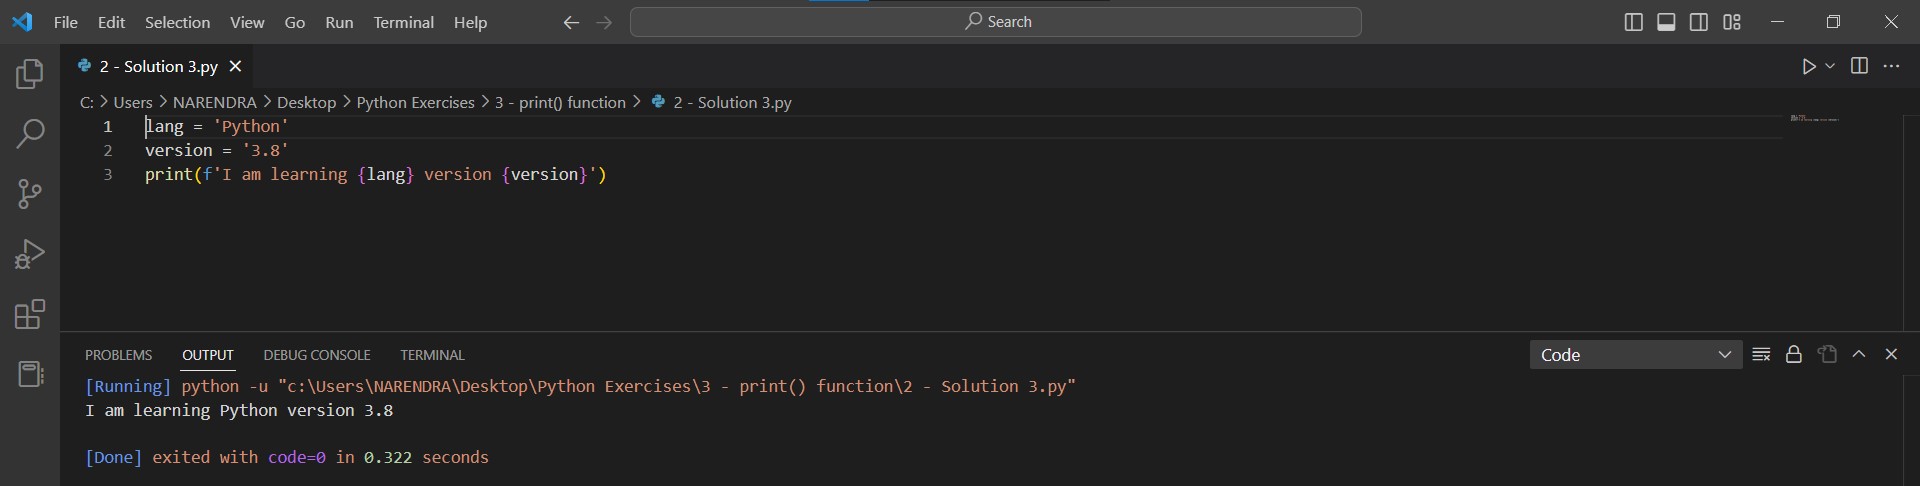 File Edit Selection View Go Run Terminal Help Search
2 - Solution 3.py
C: > Users > NARENDRA > Desktop > Python Exercises > 3 - print() function > 2 - Solution 3.py
1 lang = 'Python'
2 version = '3.8'
3 print(f'I am learning {lang} version {version}')
PROBLEMS OUTPUT DEBUG CONSOLE TERMINAL Code
[Running] python -u "c:\Users\NARENDRA\Desktop\Python Exercises\3 - print() function\2 - Solution 3.py"
I am learning Python version 3.8
[Done] exited with code=0 in 0.322 seconds